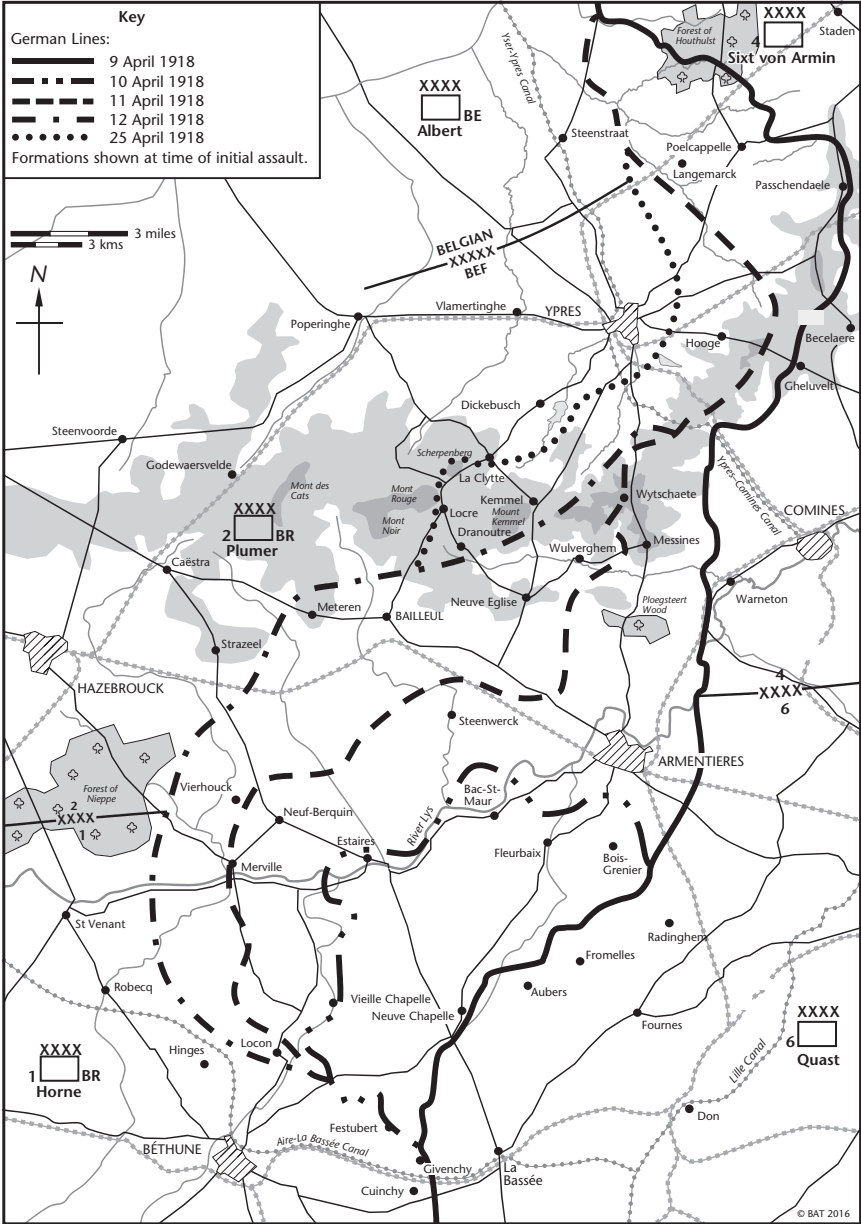 Key
German Lines:
9 April 1918
10 April 1918
11 April 1918
12 April 1918
25 April 1918
Formations shown at time of initial assault.
3 miles
3 kms
N
XXXX
BE
Albert
Yser-Ypres Canal
Forest of
Houthulst
XXXX
4
Sixt von Armin
Staden
Steenstraat
Poelcappelle
Langemarck
Passchendaele
BELGIAN
XXXXX
BEF
Vlamertinghe
YPRES
Poperinghe
Hooge
Becelaere
Gheluvelt
Dickebusch
Steenvoorde
Scherpenberg
Godewaersvelde
La Clytte
Mont des
Cats
Mont
Rouge
Kemmel
Wytschaete
Ypres-Comines Canal
XXXX
2 BR
Plumer
Locre
Mount
Kemmel
COMINES
Mont
Noir
Dranoutre
Wulverghem
Messines
Caëstra
Warneton
Meteren
BAILLEUL
Neuve Eglise
Ploegsteert
Wood
Strazeel
HAZEBROUCK
4
XXXX
6
Steenwerck
ARMENTIERES
Forest of
Nieppe
Vierhouck
Bac-St-
Maur
2
XXXX
1
Neuf-Berquin
River Lys
Estaires
Fleurbaix
Bois-
Grenier
Merville
St Venant
Radinghem
Fromelles
Robecq
Vieille Chapelle
Aubers
Neuve Chapelle
Fournes
XXXX
6
Quast
Locon
Hinges
XXXX
1 BR
Horne
Lille Canal
Don
Festubert
BÉTHUNE
Aire-La Bassée Canal
Givenchy
La
Bassée
Cuinchy
© BAT 2016